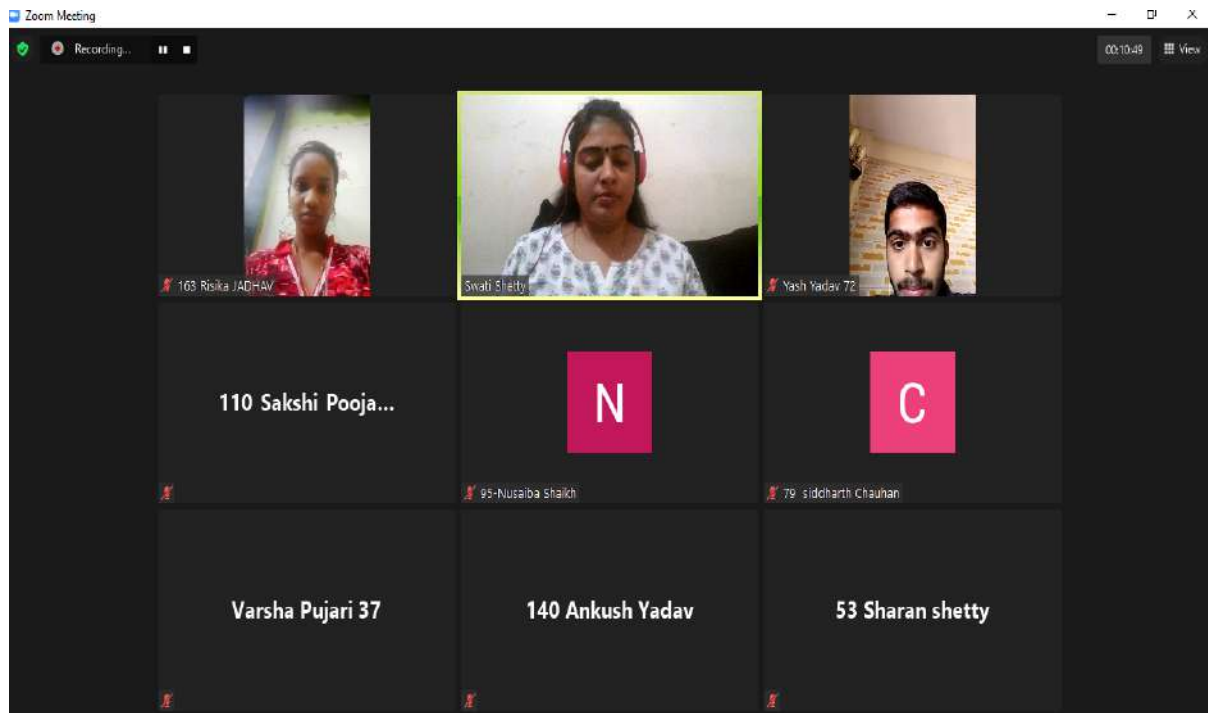 Zoom Meeting
Recording...
00:10:49
View
163 Risika JADHAV
Swati Shetty
Yash Yadav 72
110 Sakshi Pooja...
N
95-Nusaiba Shaikh
C
79 siddharth Chauhan
Varsha Pujari 37
140 Ankush Yadav
53 Sharan shetty